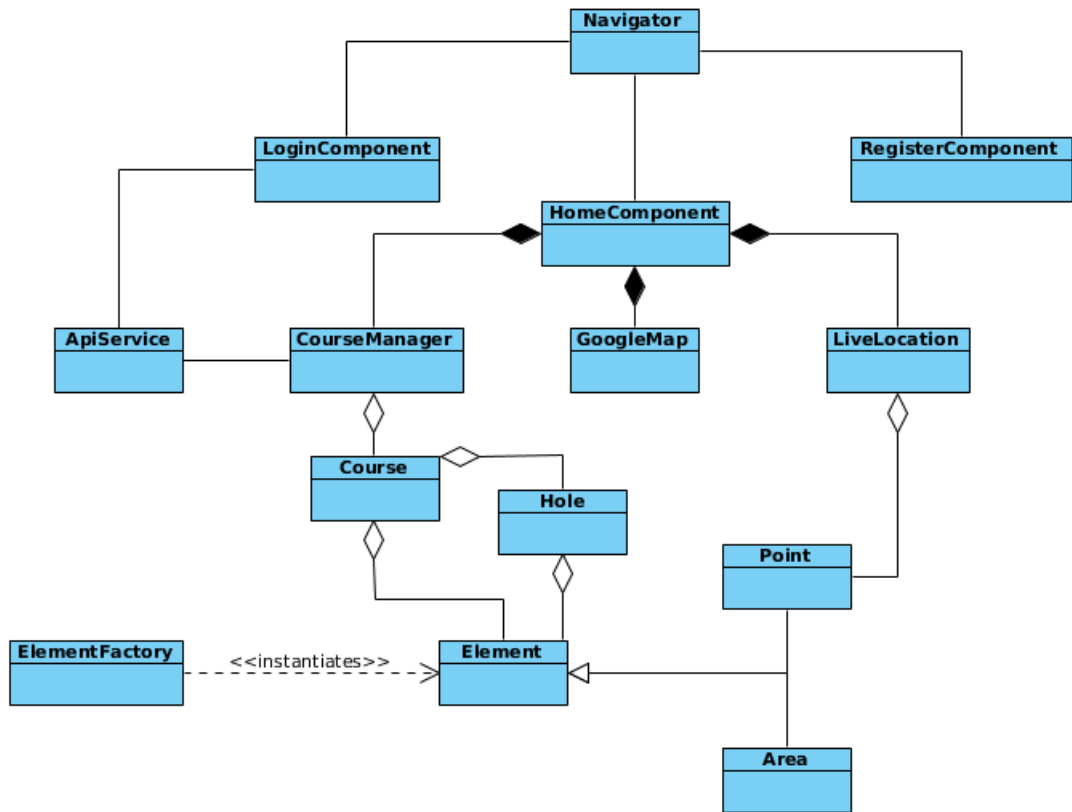 Navigator
LoginComponent
RegisterComponent
HomeComponent
ApiService
CourseManager
GoogleMap
LiveLocation
Course
Hole
Point
ElementFactory
<<instantiates>>
Element
Area